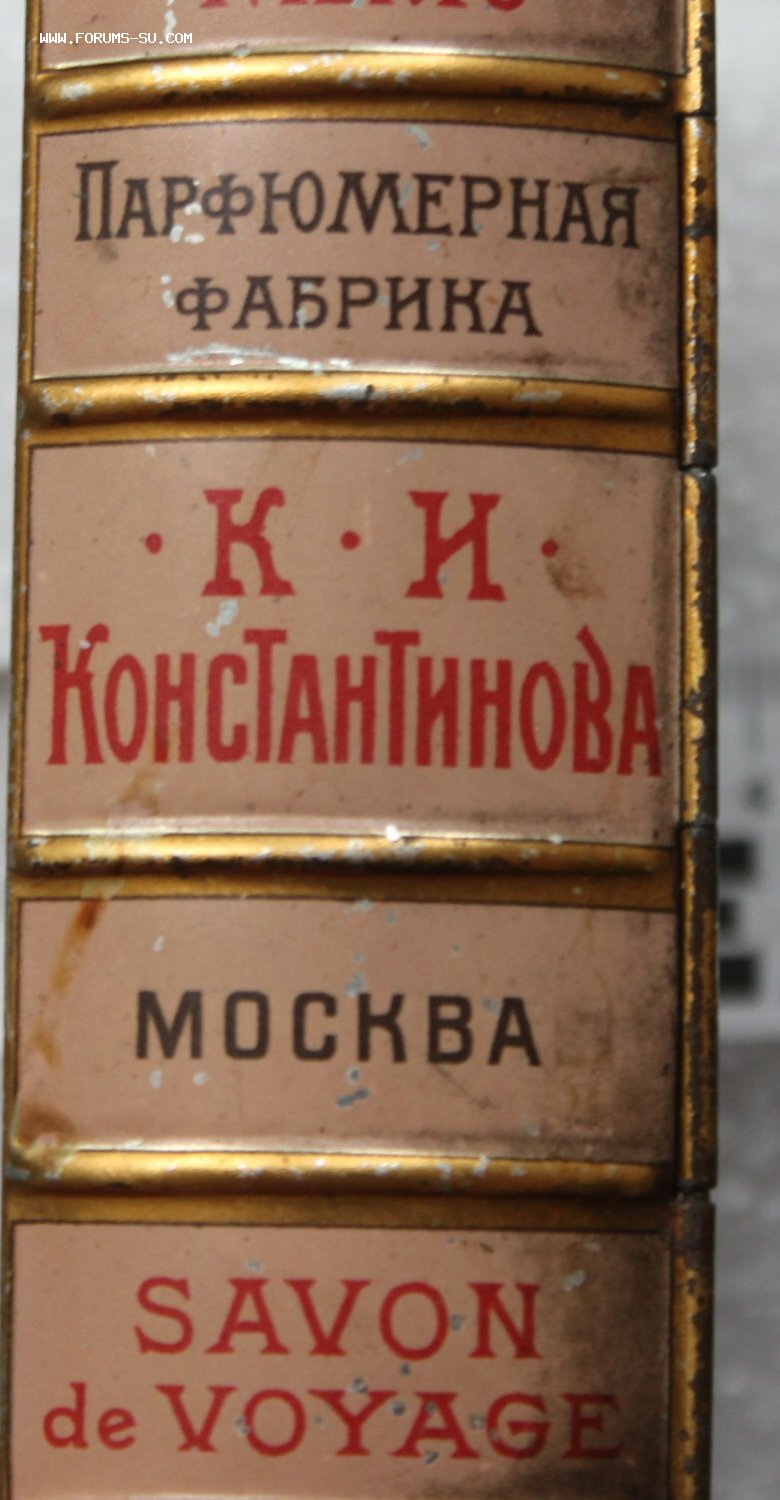 www.forums-su.com
ПАРФЮМЕРНАЯ
ФАБРИКА
· К · И ·
КОНСТАНТИНОВА
МОСКВА
SAVON
de VOYAGE